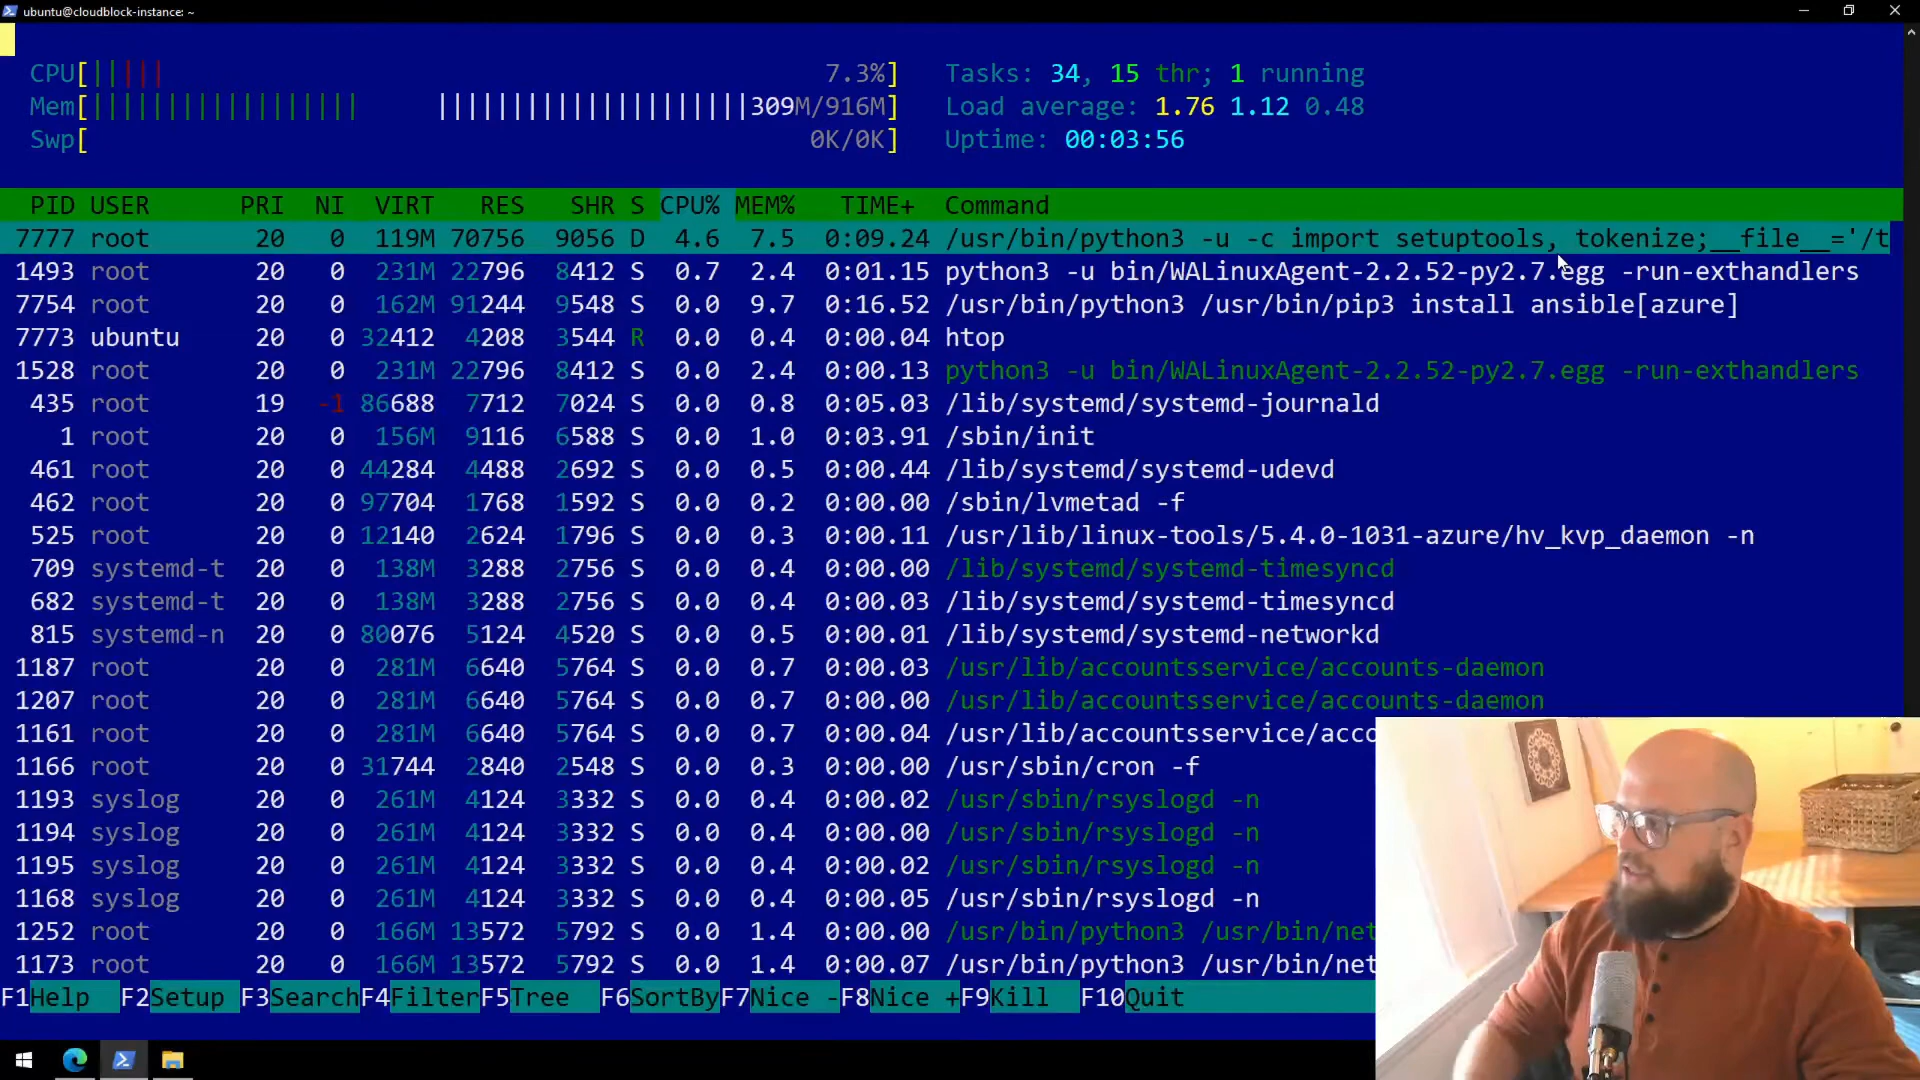 ubuntu@cloudblock-instance: ~
CPU[||||| 7.3%] Tasks: 34, 15 thr; 1 running
Mem[|||||||||||||||||| |||||||||||||||||||||309M/916M] Load average: 1.76 1.12 0.48
Swp[ 0K/0K] Uptime: 00:03:56
PID USER PRI NI VIRT RES SHR S CPU% MEM% TIME+ Command
7777 root 20 0 119M 70756 9056 D 4.6 7.5 0:09.24 /usr/bin/python3 -u -c import setuptools, tokenize;__file__='/t
1493 root 20 0 231M 22796 8412 S 0.7 2.4 0:01.15 python3 -u bin/WALinuxAgent-2.2.52-py2.7.egg -run-exthandlers
7754 root 20 0 162M 91244 9548 S 0.0 9.7 0:16.52 /usr/bin/python3 /usr/bin/pip3 install ansible[azure]
7773 ubuntu 20 0 32412 4208 3544 R 0.0 0.4 0:00.04 htop
1528 root 20 0 231M 22796 8412 S 0.0 2.4 0:00.13 python3 -u bin/WALinuxAgent-2.2.52-py2.7.egg -run-exthandlers
435 root 19 -1 86688 7712 7024 S 0.0 0.8 0:05.03 /lib/systemd/systemd-journald
1 root 20 0 156M 9116 6588 S 0.0 1.0 0:03.91 /sbin/init
461 root 20 0 44284 4488 2692 S 0.0 0.5 0:00.44 /lib/systemd/systemd-udevd
462 root 20 0 97704 1768 1592 S 0.0 0.2 0:00.00 /sbin/lvmetad -f
525 root 20 0 12140 2624 1796 S 0.0 0.3 0:00.11 /usr/lib/linux-tools/5.4.0-1031-azure/hv_kvp_daemon -n
709 systemd-t 20 0 138M 3288 2756 S 0.0 0.4 0:00.00 /lib/systemd/systemd-timesyncd
682 systemd-t 20 0 138M 3288 2756 S 0.0 0.4 0:00.03 /lib/systemd/systemd-timesyncd
815 systemd-n 20 0 80076 5124 4520 S 0.0 0.5 0:00.01 /lib/systemd/systemd-networkd
1187 root 20 0 281M 6640 5764 S 0.0 0.7 0:00.03 /usr/lib/accountsservice/accounts-daemon
1207 root 20 0 281M 6640 5764 S 0.0 0.7 0:00.00 /usr/lib/accountsservice/accounts-daemon
1161 root 20 0 281M 6640 5764 S 0.0 0.7 0:00.04 /usr/lib/accountsservice/acco
1166 root 20 0 31744 2840 2548 S 0.0 0.3 0:00.00 /usr/sbin/cron -f
1193 syslog 20 0 261M 4124 3332 S 0.0 0.4 0:00.02 /usr/sbin/rsyslogd -n
1194 syslog 20 0 261M 4124 3332 S 0.0 0.4 0:00.00 /usr/sbin/rsyslogd -n
1195 syslog 20 0 261M 4124 3332 S 0.0 0.4 0:00.02 /usr/sbin/rsyslogd -n
1168 syslog 20 0 261M 4124 3332 S 0.0 0.4 0:00.05 /usr/sbin/rsyslogd -n
1252 root 20 0 166M 13572 5792 S 0.0 1.4 0:00.00 /usr/bin/python3 /usr/bin/net
1173 root 20 0 166M 13572 5792 S 0.0 1.4 0:00.07 /usr/bin/python3 /usr/bin/net
F1Help F2Setup F3SearchF4FilterF5Tree F6SortByF7Nice -F8Nice +F9Kill F10Quit